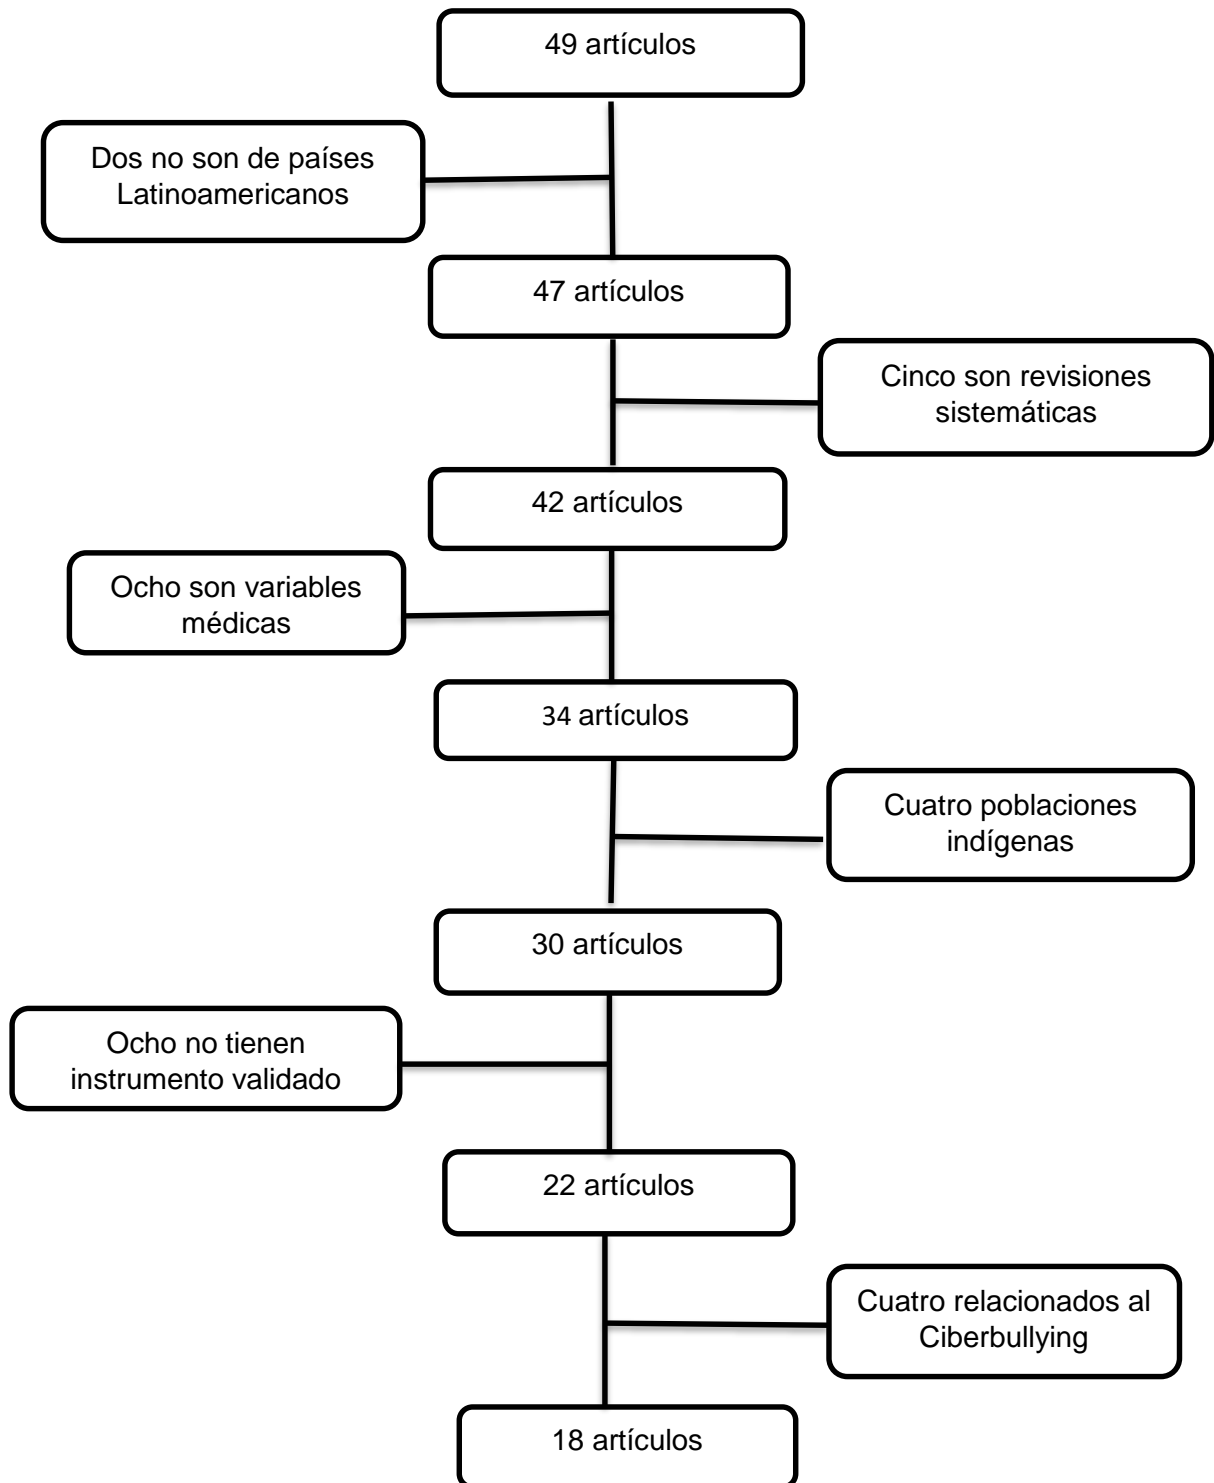 49 artículos
Dos no son de países
Latinoamericanos
47 artículos
Cinco son revisiones
sistemáticas
42 artículos
Ocho son variables
médicas
34 artículos
Cuatro poblaciones
indígenas
30 artículos
Ocho no tienen
instrumento validado
22 artículos
Cuatro relacionados al
Ciberbullying
18 artículos